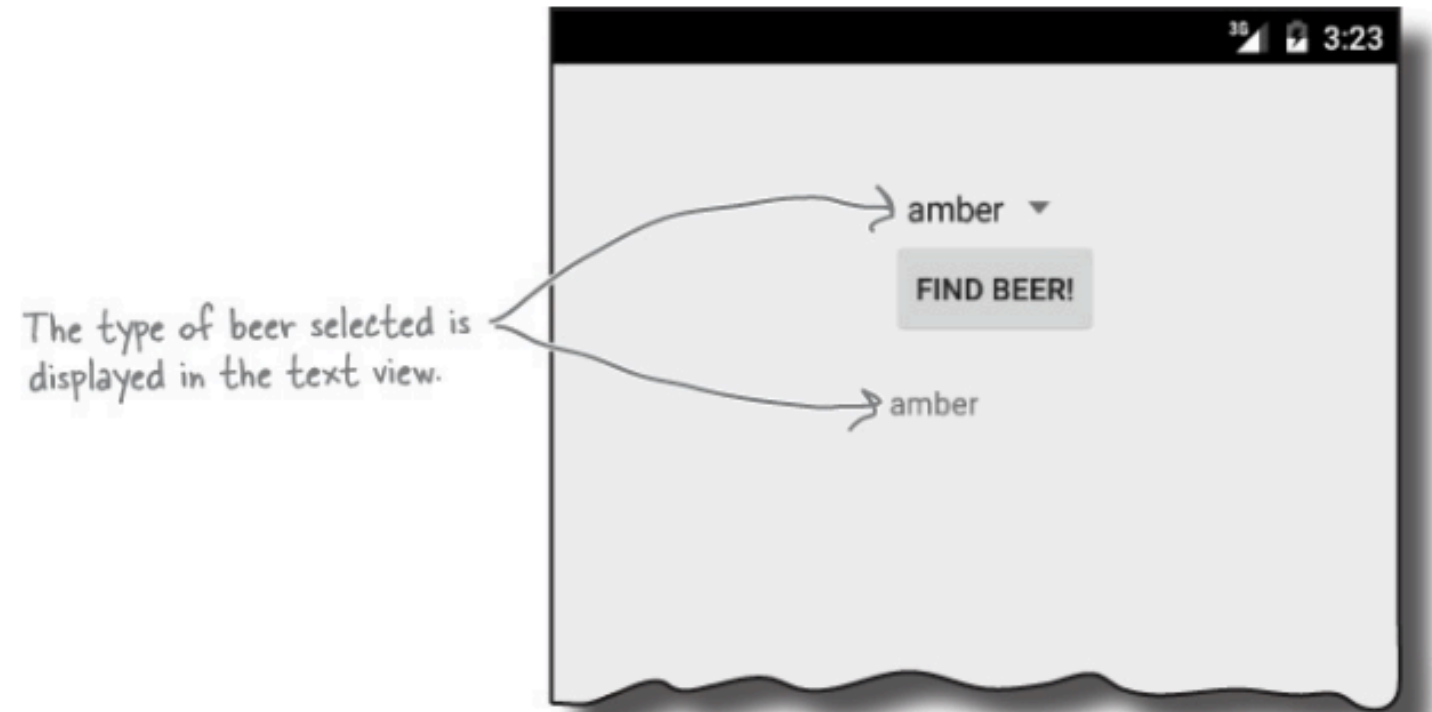 3G 3:23
amber
FIND BEER!
The type of beer selected is
displayed in the text view.
amber